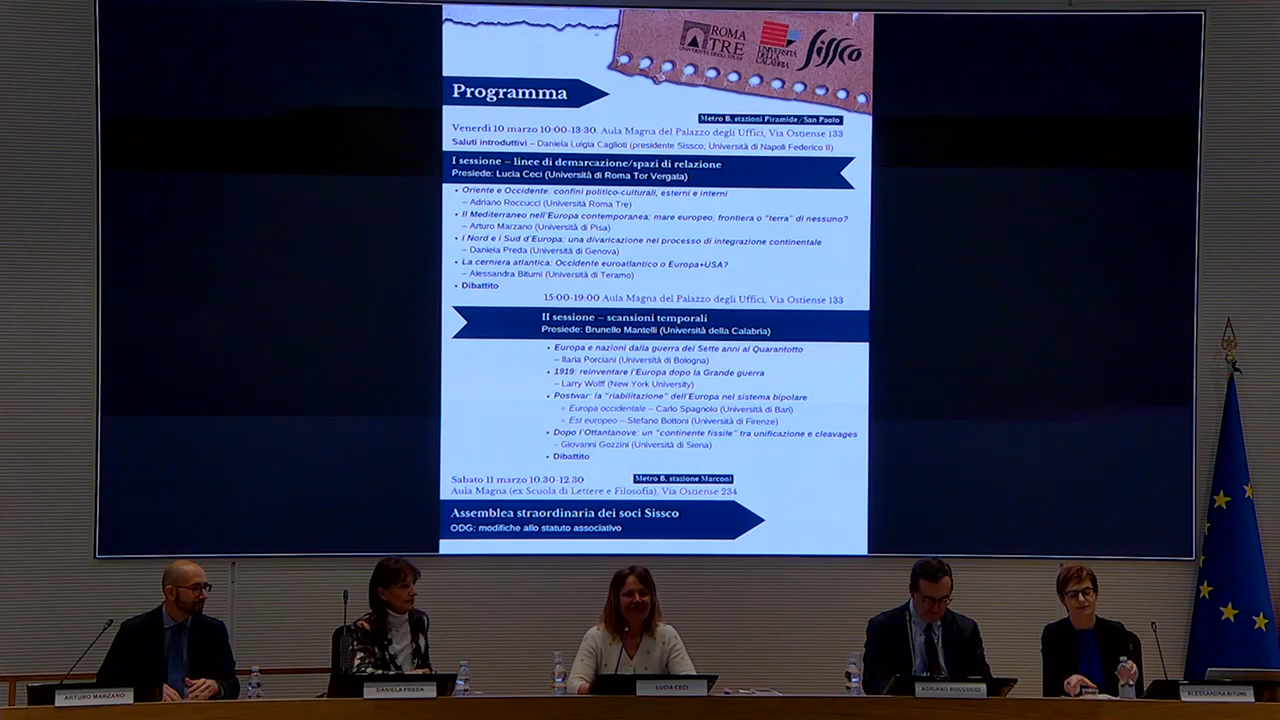 ROMA
TRE
UNIVERSITÀ DEGLI STUDI
UNIVERSITÀ
DELLA
CALABRIA
Sissco
Programma
Metro B, stazioni Piramide/San Paolo
Venerdì 10 marzo 10:00-13:30, Aula Magna del Palazzo degli Uffici, Via Ostiense 133
Saluti introduttivi – Daniela Luigia Caglioti (presidente Sissco; Università di Napoli Federico II)
I sessione – linee di demarcazione/spazi di relazione
Presiede: Lucia Ceci (Università di Roma Tor Vergata)
• Oriente e Occidente: confini politico-culturali, esterni e interni
– Adriano Roccucci (Università Roma Tre)
• Il Mediterraneo nell'Europa contemporanea: mare europeo, frontiera o "terra" di nessuno?
– Arturo Marzano (Università di Pisa)
• I Nord e i Sud d'Europa: una divaricazione nel processo di integrazione continentale
– Daniela Preda (Università di Genova)
• La cerniera atlantica: Occidente euroatlantico o Europa+USA?
– Alessandra Bitumi (Università di Teramo)
• Dibattito
15:00-19:00 Aula Magna del Palazzo degli Uffici, Via Ostiense 133
II sessione – scansioni temporali
Presiede: Brunello Mantelli (Università della Calabria)
• Europa e nazioni dalla guerra dei Sette anni al Quarantotto
– Ilaria Porciani (Università di Bologna)
• 1919: reinventare l'Europa dopo la Grande guerra
– Larry Wolff (New York University)
• Postwar: la "riabilitazione" dell'Europa nel sistema bipolare
◦ Europa occidentale – Carlo Spagnolo (Università di Bari)
◦ Est europeo – Stefano Bottoni (Università di Firenze)
• Dopo l'Ottantanove: un "continente fissile" tra unificazione e cleavages
– Giovanni Gozzini (Università di Siena)
• Dibattito
Sabato 11 marzo 10.30-12.30
Metro B, stazione Marconi
Aula Magna (ex Scuola di Lettere e Filosofia), Via Ostiense 234
Assemblea straordinaria dei soci Sissco
ODG: modifiche allo statuto associativo
ARTURO MARZANO
DANIELA PREDA
LUCIA CECI
ADRIANO ROCCUCCI
ALESSANDRA BITUMI